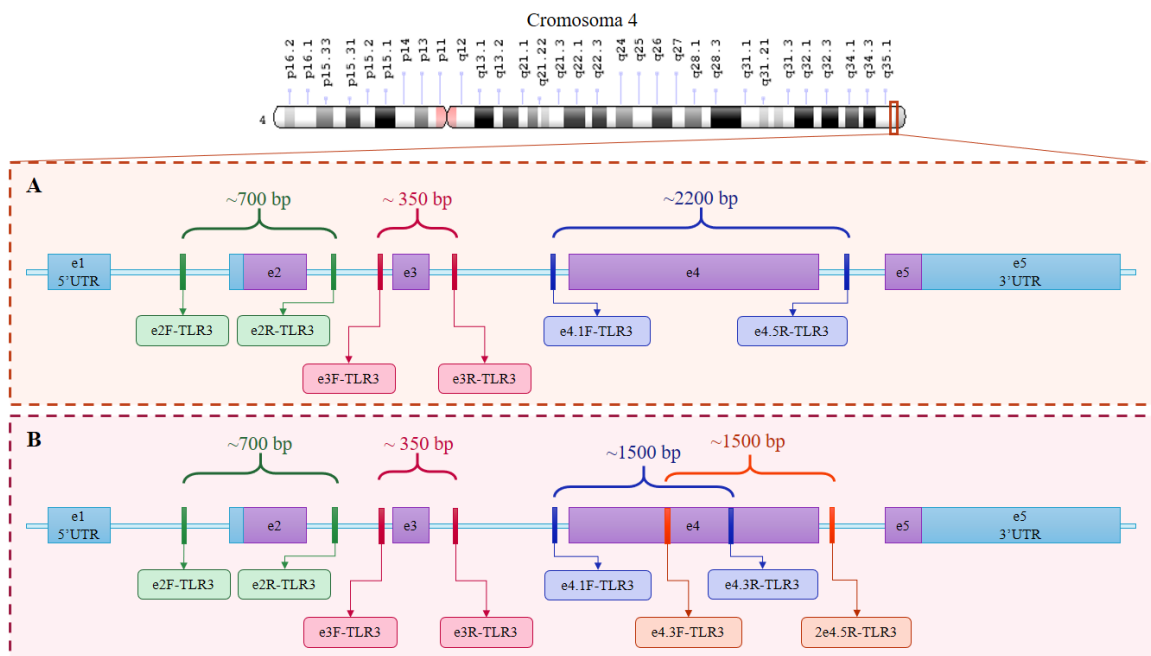 Cromosoma 4
p16.2
p16.1
p15.33
p15.31
p15.2
p15.1
p14
p13
p11
q12
q13.1
q13.2
q21.1
q21.22
q21.3
q22.1
q22.3
q24
q25
q26
q27
q28.1
q28.3
q31.1
q31.21
q31.3
q32.1
q32.3
q34.1
q34.3
q35.1
4
A
~700 bp
~ 350 bp
~2200 bp
e1
5'UTR
e2
e3
e4
e5
e5
3'UTR
e2F-TLR3
e2R-TLR3
e4.1F-TLR3
e4.5R-TLR3
e3F-TLR3
e3R-TLR3
B
~700 bp
~ 350 bp
~1500 bp
~1500 bp
e1
5'UTR
e2
e3
e4
e5
e5
3'UTR
e2F-TLR3
e2R-TLR3
e4.1F-TLR3
e4.3R-TLR3
e3F-TLR3
e3R-TLR3
e4.3F-TLR3
2e4.5R-TLR3